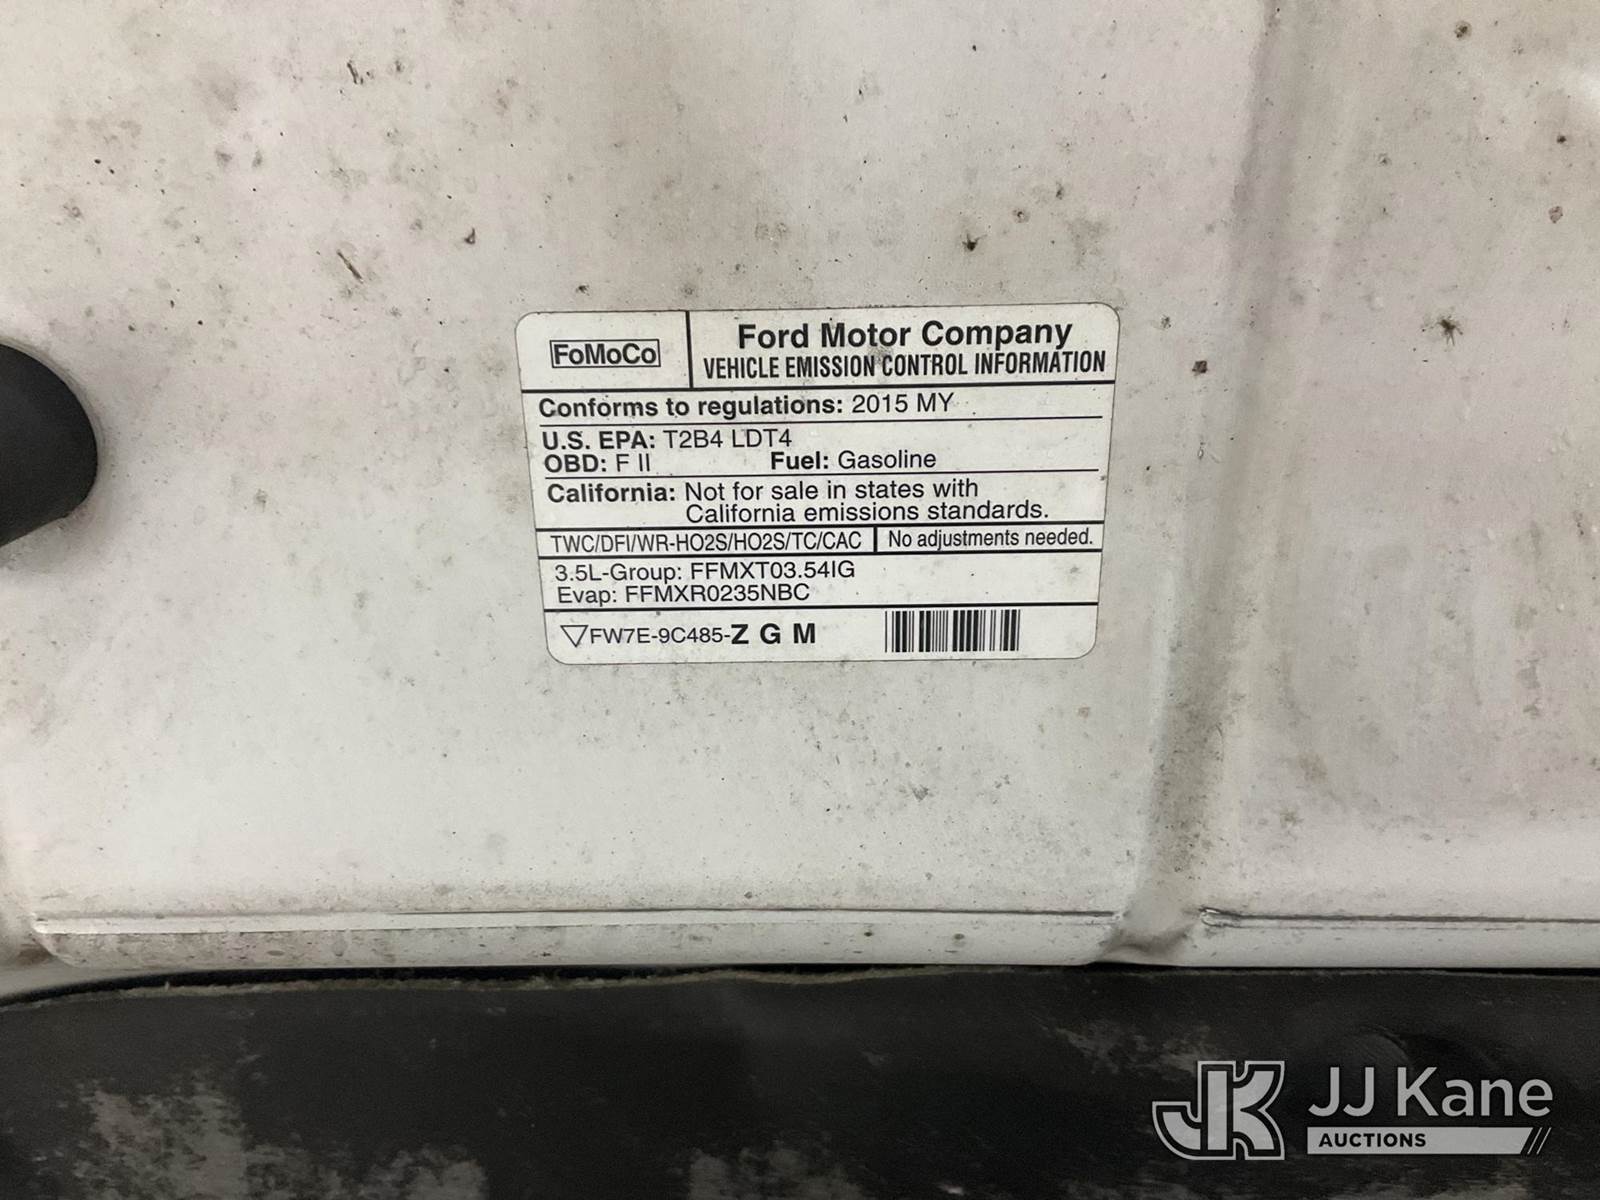 FoMoCo
Ford Motor Company
VEHICLE EMISSION CONTROL INFORMATION
Conforms to regulations: 2015 MY
U.S. EPA: T2B4 LDT4
OBD: F II Fuel: Gasoline
California: Not for sale in states with
California emissions standards.
TWC/DFI/WR-HO2S/HO2S/TC/CAC No adjustments needed.
3.5L-Group: FFMXT03.54IG
Evap: FFMXR0235NBC
FW7E-9C485-Z G M
JK JJ Kane
AUCTIONS